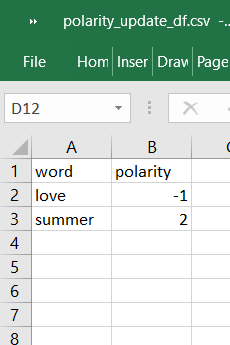 polarity_update_df.csv -..
File Hom Inser Draw Page
D12
A B
1 word polarity
2 love -1
3 summer 2
4
5
6
7
8